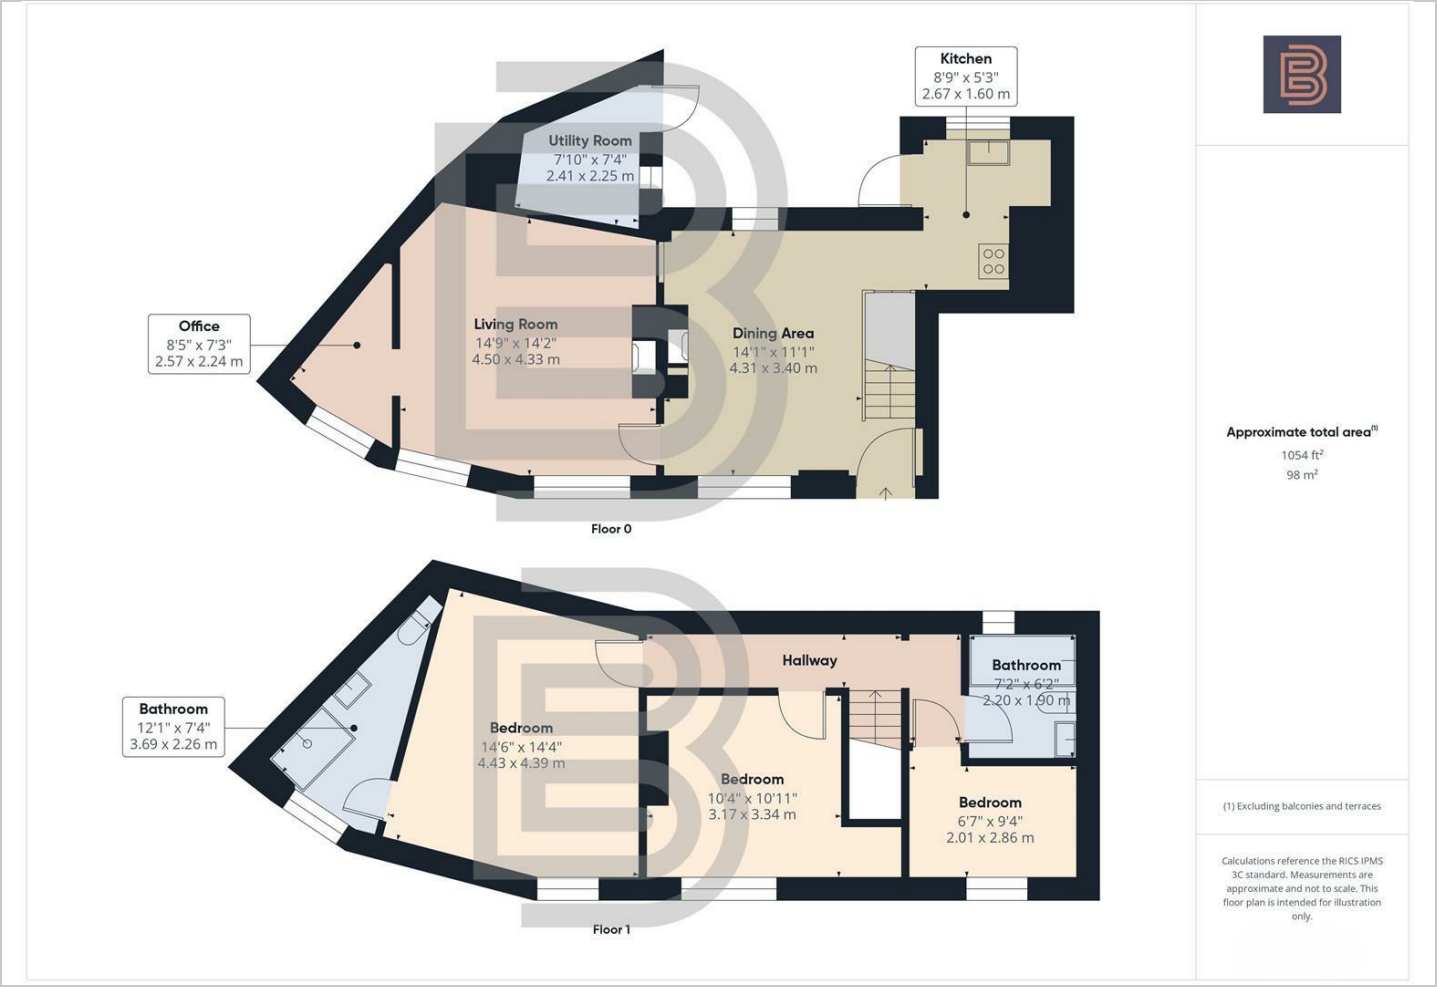 Kitchen
8'9" x 5'3"
2.67 x 1.60 m
Utility Room
7'10" x 7'4"
2.41 x 2.25 m
Office
8'5" x 7'3"
2.57 x 2.24 m
Living Room
14'9" x 14'2"
4.50 x 4.33 m
Dining Area
14'1" x 11'1"
4.31 x 3.40 m
Floor 0
Hallway
Bathroom
7'2" x 6'2"
2.20 x 1.90 m
Bathroom
12'1" x 7'4"
3.69 x 2.26 m
Bedroom
14'6" x 14'4"
4.43 x 4.39 m
Bedroom
10'4" x 10'11"
3.17 x 3.34 m
Bedroom
6'7" x 9'4"
2.01 x 2.86 m
Floor 1
B
Approximate total area(1)
1054 ft²
98 m²
(1) Excluding balconies and terraces
Calculations reference the RICS IPMS
3C standard. Measurements are
approximate and not to scale. This
floor plan is intended for illustration
only.